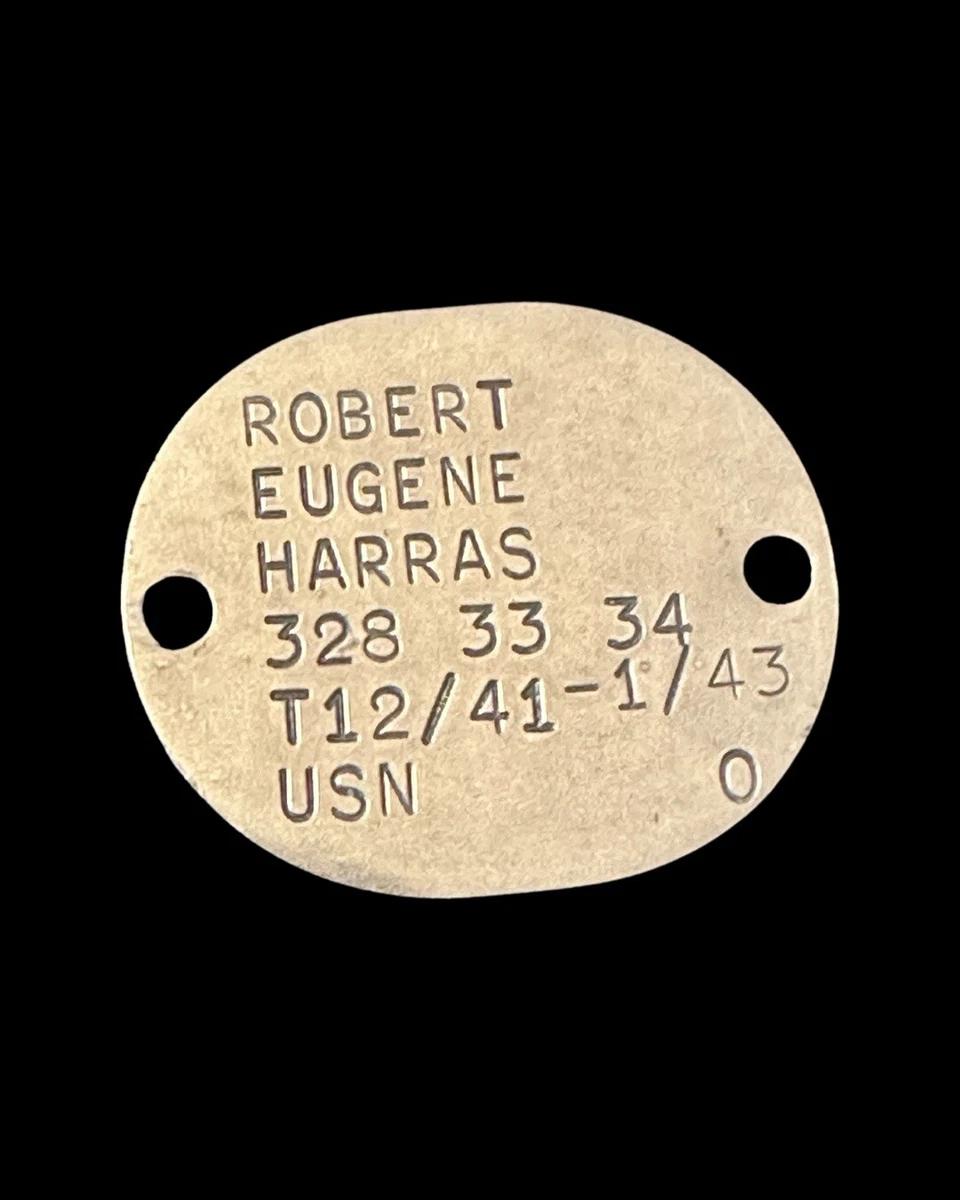 ROBERT
EUGENE
HARRAS
328 33 34
T12/41-1/43
USN O